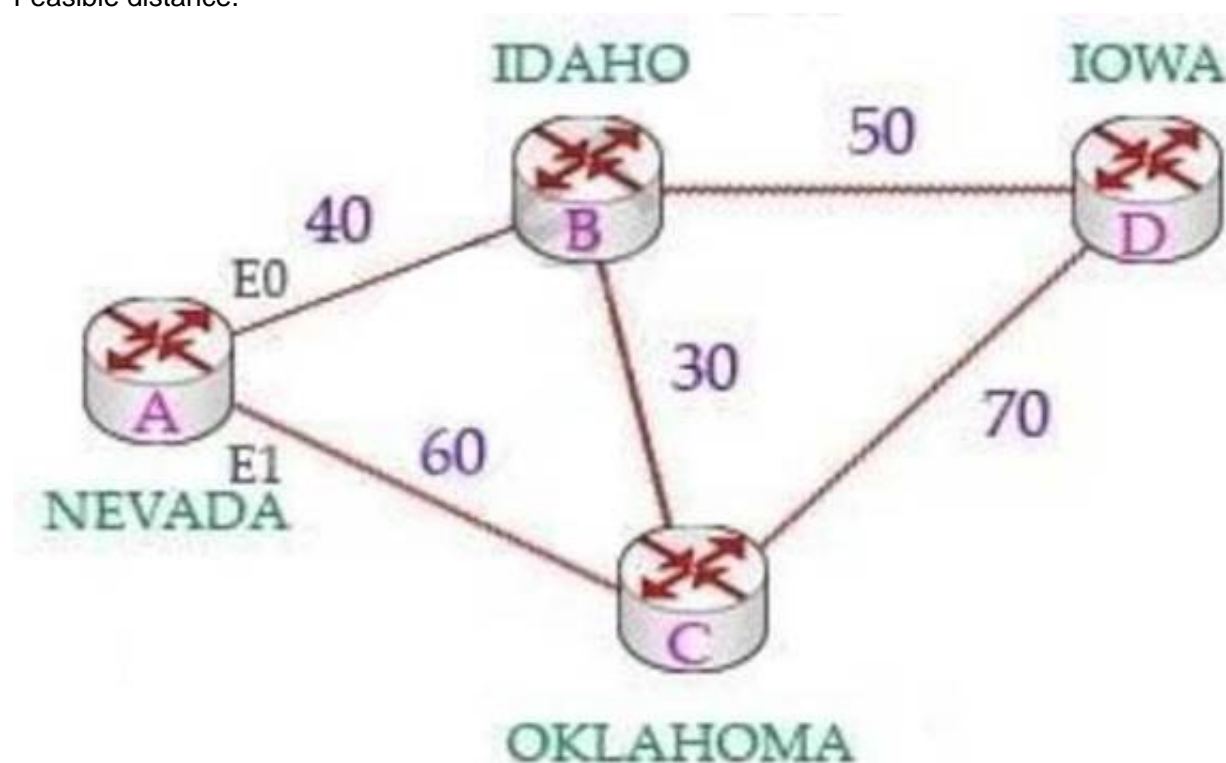 Feasible distance:
IDAHO
IOWA
50
B
D
40
E0
A
30
70
60
E1
NEVADA
C
OKLAHOMA